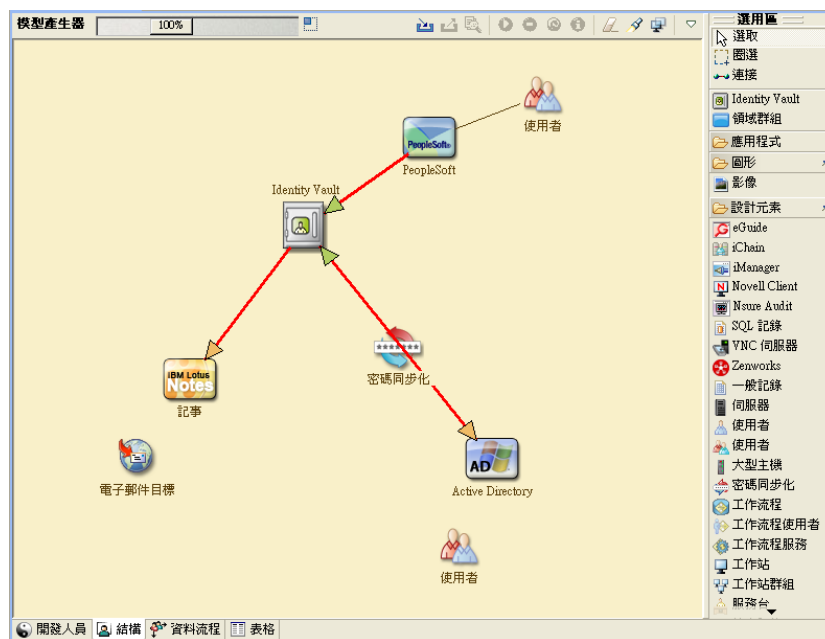 模型產生器
100%
使用者
PeopleSoft®
PeopleSoft
Identity Vault
密碼同步化
IBM Lotus
Notes
記事
電子郵件目標
AD
Active Directory
使用者
選用區
選取
圈選
連接
Identity Vault
領域群組
應用程式
圖形
影像
設計元素
eGuide
iChain
iManager
Novell Client
Nsure Audit
SQL 記錄
VNC 伺服器
Zenworks
一般記錄
伺服器
使用者
使用者
大型主機
密碼同步化
工作流程
工作流程使用者
工作流程服務
工作站
工作站群組
服務台
開發人員
結構
資料流程
表格